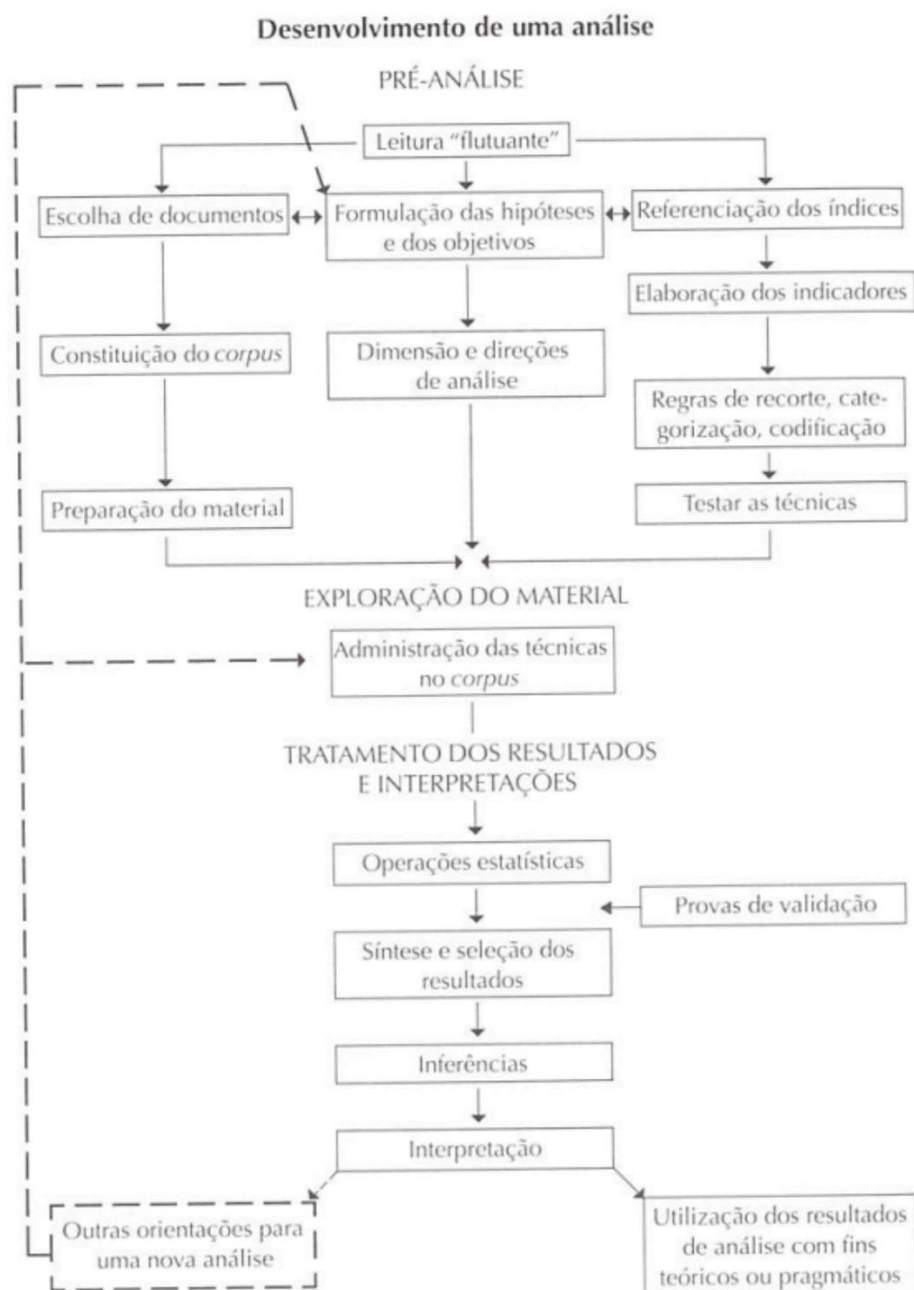 Desenvolvimento de uma análise
PRÉ-ANÁLISE
Leitura “flutuante”
Escolha de documentos
Formulação das hipóteses
e dos objetivos
Referenciação dos índices
Elaboração dos indicadores
Constituição do corpus
Dimensão e direções
de análise
Regras de recorte, cate-
gorização, codificação
Preparação do material
Testar as técnicas
EXPLORAÇÃO DO MATERIAL
Administração das técnicas
no corpus
TRATAMENTO DOS RESULTADOS
E INTERPRETAÇÕES
Operações estatísticas
Provas de validação
Síntese e seleção dos
resultados
Inferências
Interpretação
Outras orientações para
uma nova análise
Utilização dos resultados
de análise com fins
teóricos ou pragmáticos